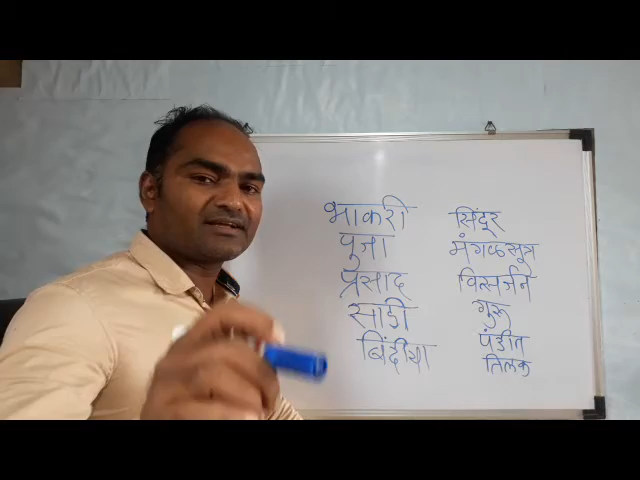 भाकरी
पुजा
प्रसाद
साडी
बिंदीया
सिंदूर
मंगळसूत्र
वित्सर्जन
गुरू
पंडीत
तिलक